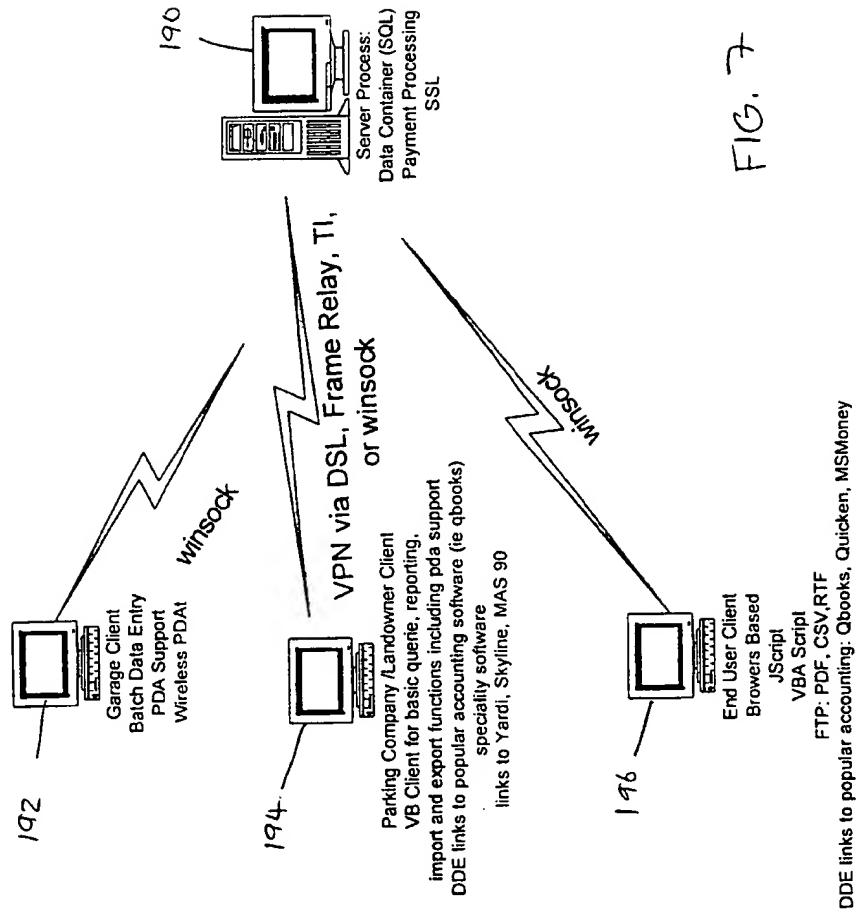 190
Server Process:
Data Container (SQL)
Payment Processing
SSL
192
Garage Client
Batch Data Entry
PDA Support
Wireless PDAt
winsock
VPN via DSL, Frame Relay, TI,
or winsock
194
Parking Company /Landowner Client
VB Client for basic querie, reporting,
import and export functions including pda support
DDE links to popular accounting software (ie qbooks)
speciality software
links to Yardi, Skyline, MAS 90
winsock
196
End User Client
Browers Based
JScript
VBA Script
FTP: PDF, CSV,RTF
DDE links to popular accounting: Qbooks, Quicken, MSMoney
FIG. 7